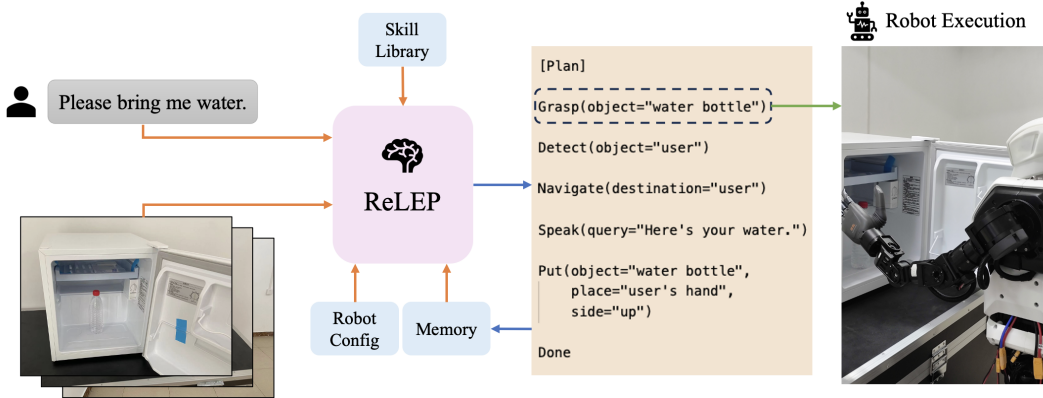 Robot Execution
Skill
Library
Please bring me water.
ReLEP
Robot
Config
Memory
[Plan]
Grasp(object="water bottle")
Detect(object="user")
Navigate(destination="user")
Speak(query="Here's your water.")
Put(object="water bottle",
place="user's hand",
side="up")
Done